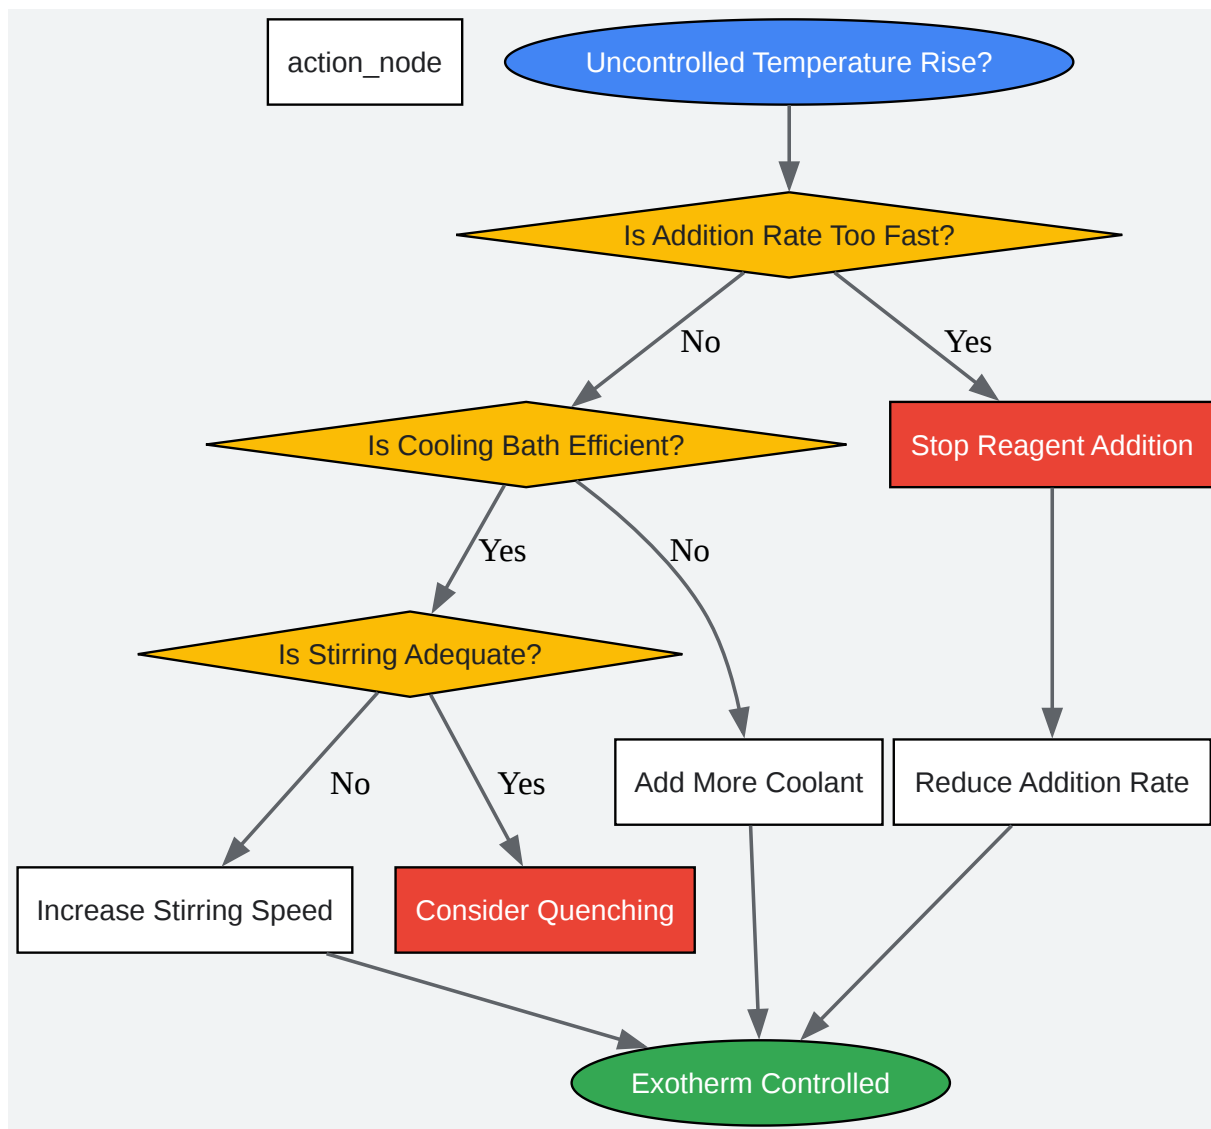 action_node
Uncontrolled Temperature Rise?
Is Addition Rate Too Fast?
No
Yes
Is Cooling Bath Efficient?
Stop Reagent Addition
Yes
No
Is Stirring Adequate?
No
Yes
Add More Coolant
Reduce Addition Rate
Increase Stirring Speed
Consider Quenching
Exotherm Controlled